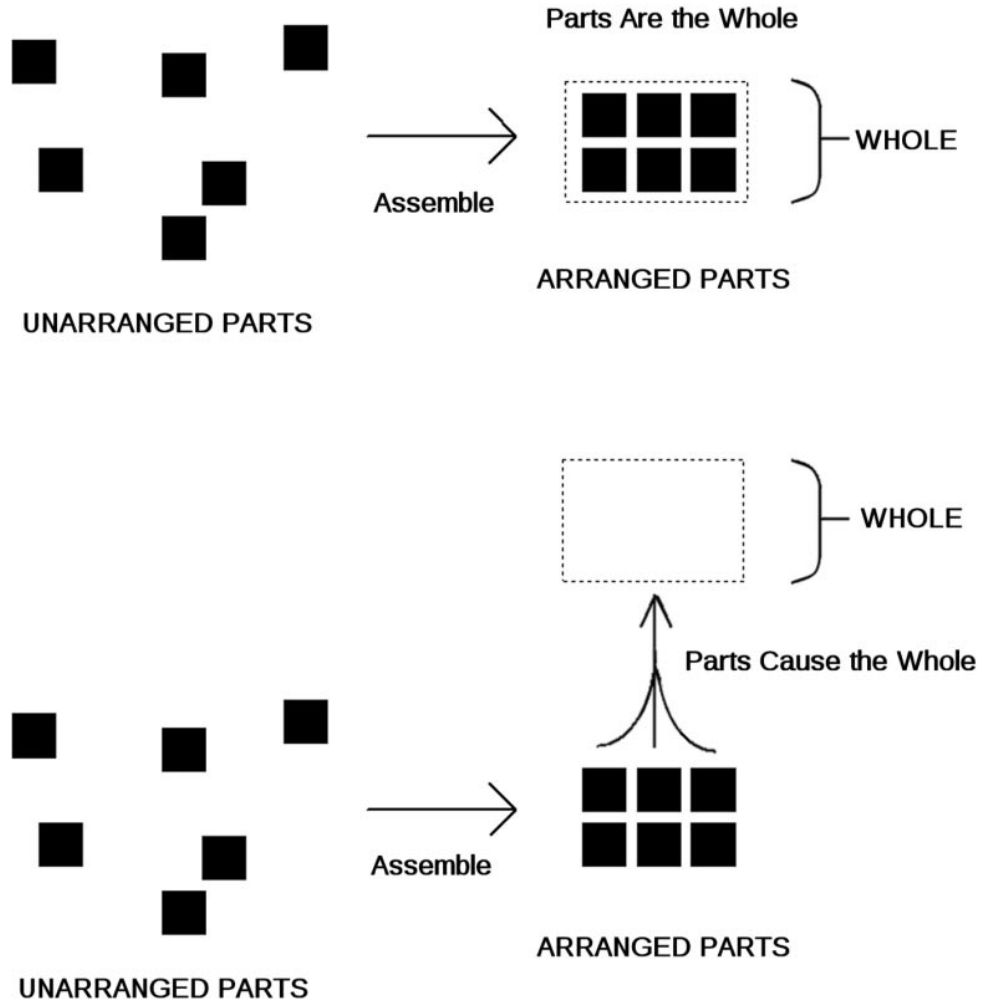 Parts Are the Whole
WHOLE
Assemble
ARRANGED PARTS
UNARRANGED PARTS
WHOLE
Parts Cause the Whole
Assemble
ARRANGED PARTS
UNARRANGED PARTS